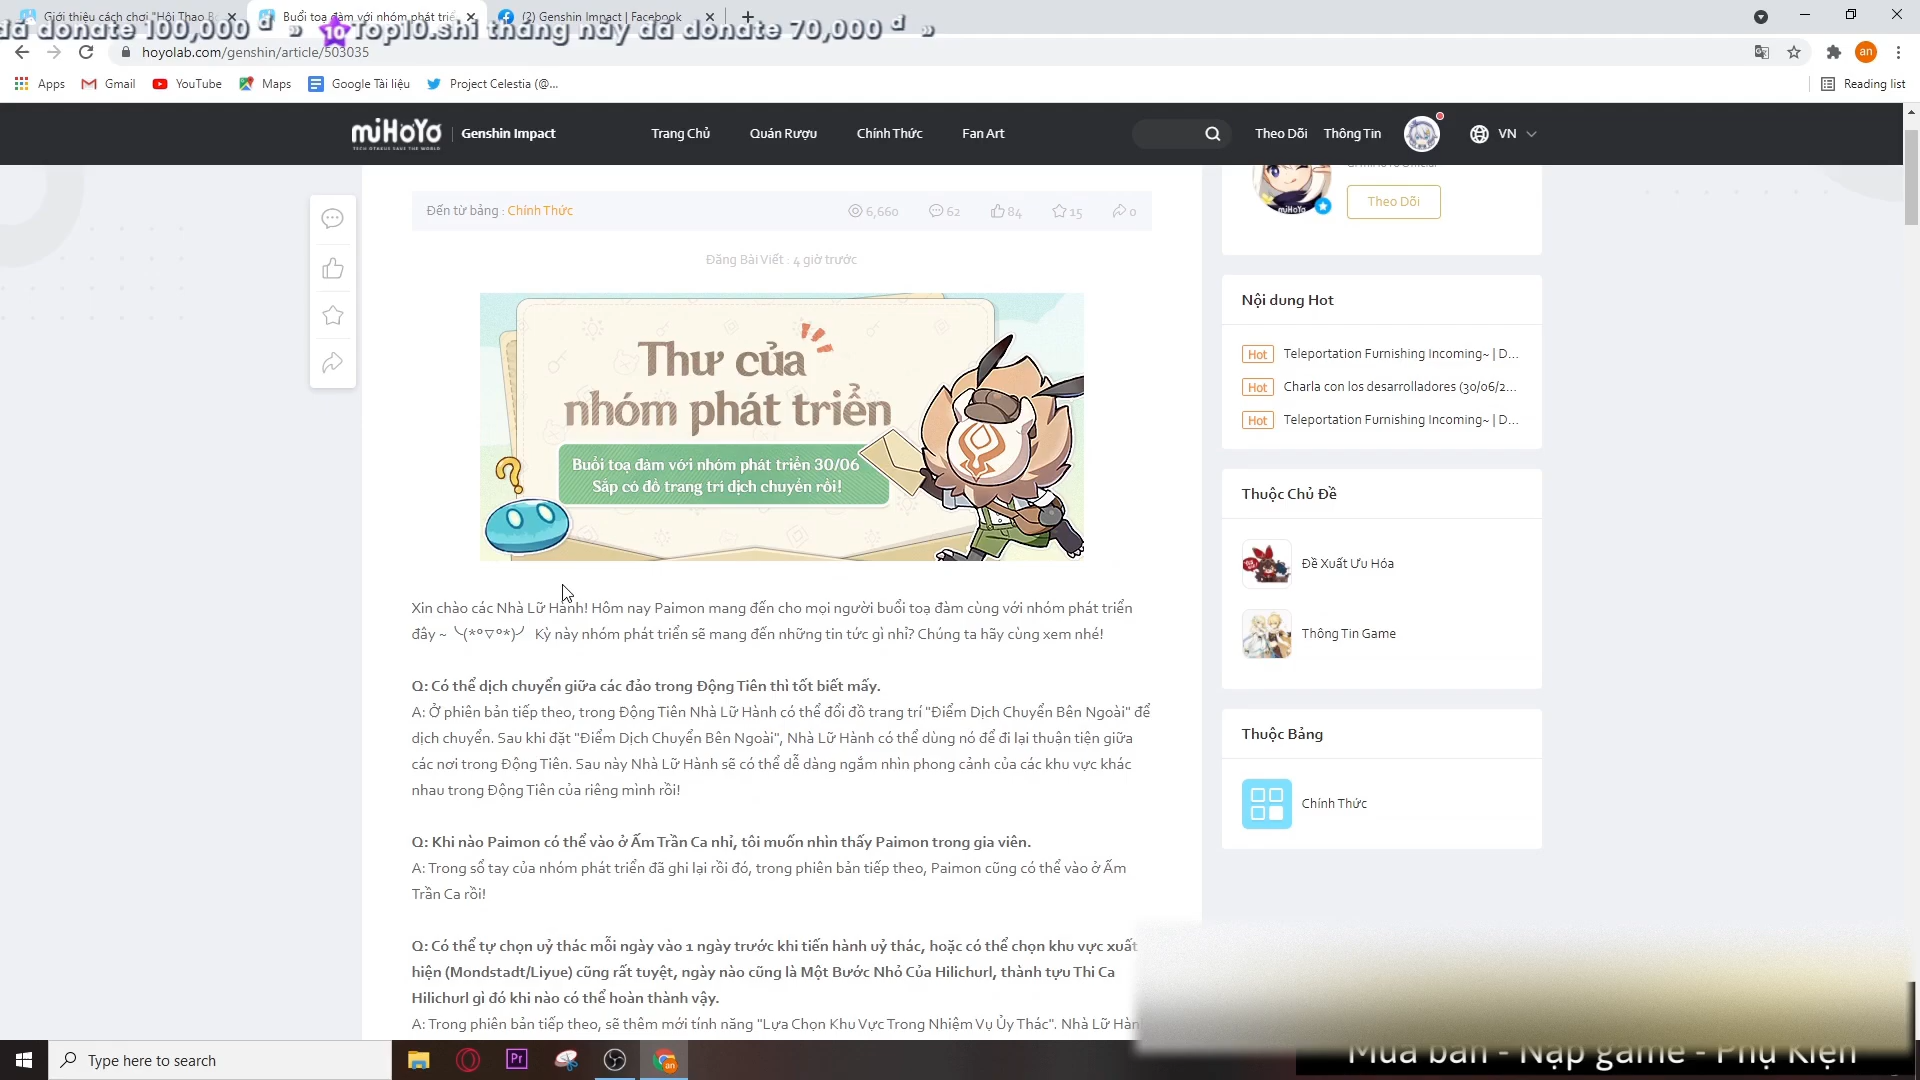 Giới thiệu cách chơi "Hội Thao Bo
Buổi toạ đàm với nhóm phát triể
(2) Genshin Impact | Facebook
đã donate 100,000 đ » 10 Top10.shi tháng này đã donate 70,000 đ »
hoyolab.com/genshin/article/503035
an
Apps Gmail YouTube Maps Google Tài liệu Project Celestia (@... Reading list
miHoYo
TECH OTAKUS SAVE THE WORLD
Genshin Impact Trang Chủ Quán Rượu Chính Thức Fan Art Theo Dõi Thông Tin VN
Đến từ bảng : Chính Thức 6,660 62 84 15 0
Đăng Bài Viết : 4 giờ trước
Thư của
nhóm phát triển
Buổi toạ đàm với nhóm phát triển 30/06
Sắp có đồ trang trí dịch chuyển rồi!
Xin chào các Nhà Lữ Hành! Hôm nay Paimon mang đến cho mọi người buổi toạ đàm cùng với nhóm phát triển
đây ~ ╰(*°▽°*)╯ Kỳ này nhóm phát triển sẽ mang đến những tin tức gì nhỉ? Chúng ta hãy cùng xem nhé!
Q: Có thể dịch chuyển giữa các đảo trong Động Tiên thì tốt biết mấy.
A: Ở phiên bản tiếp theo, trong Động Tiên Nhà Lữ Hành có thể đổi đồ trang trí "Điểm Dịch Chuyển Bên Ngoài" để
dịch chuyển. Sau khi đặt "Điểm Dịch Chuyển Bên Ngoài", Nhà Lữ Hành có thể dùng nó để đi lại thuận tiện giữa
các nơi trong Động Tiên. Sau này Nhà Lữ Hành sẽ có thể dễ dàng ngắm nhìn phong cảnh của các khu vực khác
nhau trong Động Tiên của riêng mình rồi!
Q: Khi nào Paimon có thể vào ở Ấm Trần Ca nhỉ, tôi muốn nhìn thấy Paimon trong gia viên.
A: Trong sổ tay của nhóm phát triển đã ghi lại rồi đó, trong phiên bản tiếp theo, Paimon cũng có thể vào ở Ấm
Trần Ca rồi!
Q: Có thể tự chọn uỷ thác mỗi ngày vào 1 ngày trước khi tiến hành uỷ thác, hoặc có thể chọn khu vực xuất
hiện (Mondstadt/Liyue) cũng rất tuyệt, ngày nào cũng là Một Bước Nhỏ Của Hilichurl, thành tựu Thi Ca
Hilichurl gì đó khi nào có thể hoàn thành vậy.
A: Trong phiên bản tiếp theo, sẽ thêm mới tính năng "Lựa Chọn Khu Vực Trong Nhiệm Vụ Ủy Thác". Nhà Lữ Hành
miHoYo
Theo Dõi
Nội dung Hot
Hot Teleportation Furnishing Incoming~ | D...
Hot Charla con los desarrolladores (30/06/2...
Hot Teleportation Furnishing Incoming~ | D...
Thuộc Chủ Đề
Đề Xuất Ưu Hóa
Thông Tin Game
Thuộc Bảng
Chính Thức
Type here to search
Pr
an
Mua bán - Nạp game - Phụ Kiện